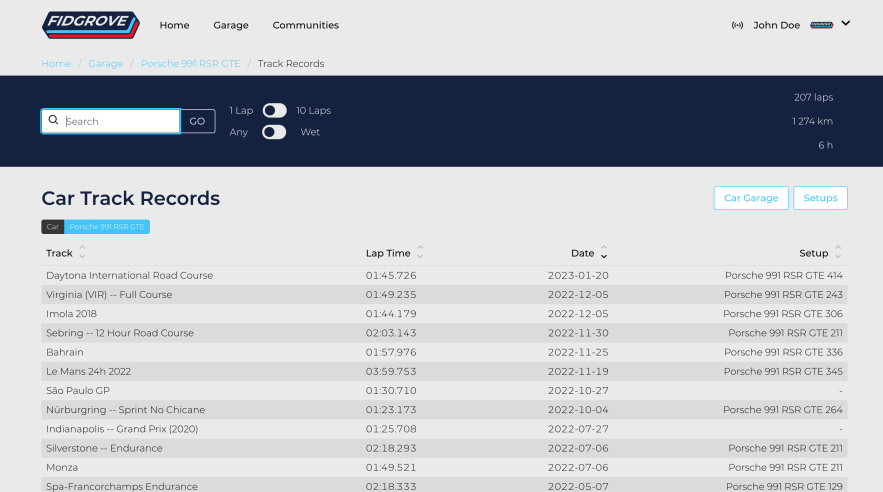 FIDGROVE Home Garage Communities John Doe
Home / Garage / Porsche 991 RSR GTE / Track Records
Search GO
1 Lap 10 Laps
Any Wet
207 laps
1 274 km
6 h
Car Track Records
Car Garage Setups
Car Porsche 991 RSR GTE
Track Lap Time Date Setup
Daytona International Road Course 01:45.726 2023-01-20 Porsche 991 RSR GTE 414
Virginia (VIR) -- Full Course 01:49.235 2022-12-05 Porsche 991 RSR GTE 243
Imola 2018 01:44.179 2022-12-05 Porsche 991 RSR GTE 306
Sebring -- 12 Hour Road Course 02:03.143 2022-11-30 Porsche 991 RSR GTE 211
Bahrain 01:57.976 2022-11-25 Porsche 991 RSR GTE 336
Le Mans 24h 2022 03:59.753 2022-11-19 Porsche 991 RSR GTE 345
São Paulo GP 01:30.710 2022-10-27 -
Nürburgring -- Sprint No Chicane 01:23.173 2022-10-04 Porsche 991 RSR GTE 264
Indianapolis -- Grand Prix (2020) 01:25.708 2022-07-27 -
Silverstone -- Endurance 02:18.293 2022-07-06 Porsche 991 RSR GTE 211
Monza 01:49.521 2022-07-06 Porsche 991 RSR GTE 211
Spa-Francorchamps Endurance 02:18.333 2022-05-07 Porsche 991 RSR GTE 129